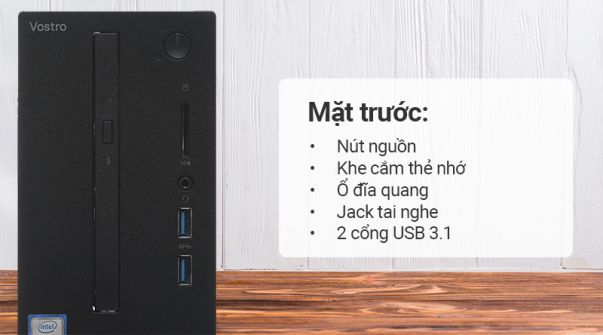 Vostro
Mặt trước:
• Nút nguồn
• Khe cắm thẻ nhớ
• Ổ đĩa quang
• Jack tai nghe
• 2 cổng USB 3.1
intel